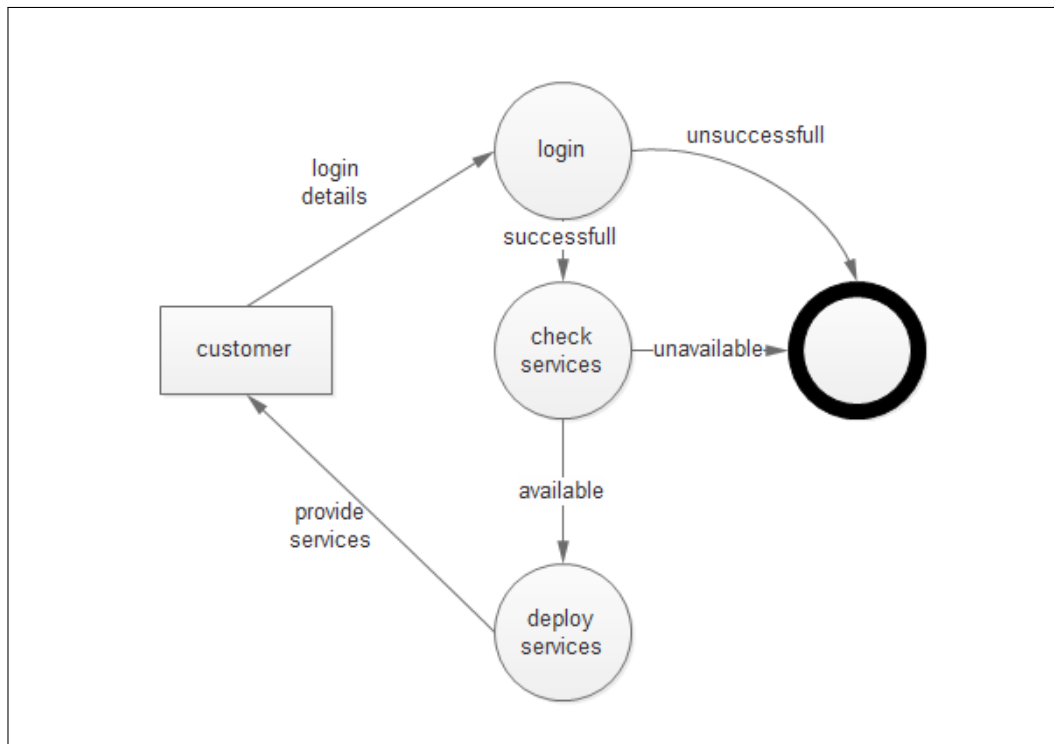 login
unsuccessfull
login
details
successfull
customer
check
services
unavailable
available
provide
services
deploy
services